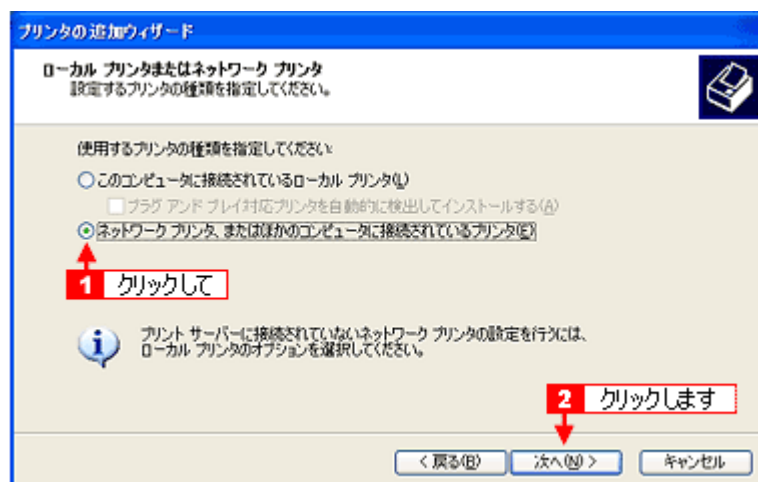 プリンタの追加ウィザード
ローカル プリンタまたはネットワーク プリンタ
設定するプリンタの種類を指定してください。
使用するプリンタの種類を指定してください:
このコンピュータに接続されているローカル プリンタ(L)
プラグ アンド プレイ対応プリンタを自動的に検出してインストールする(A)
ネットワーク プリンタ、またはほかのコンピュータに接続されているプリンタ(E)
1 クリックして
プリント サーバーに接続されていないネットワーク プリンタの設定を行うには、
ローカル プリンタのオプションを選択してください。
2 クリックします
< 戻る(B) 次へ(N) > キャンセル